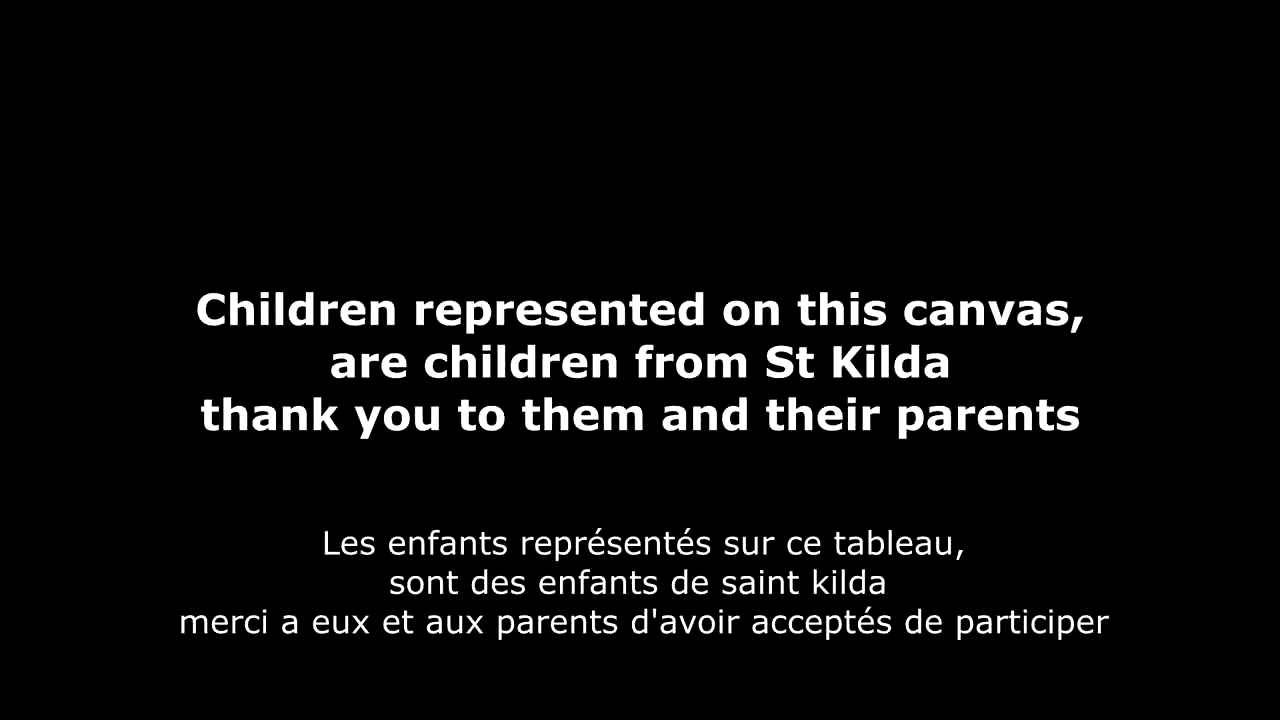 Children represented on this canvas,
are children from St Kilda
thank you to them and their parents
Les enfants représentés sur ce tableau,
sont des enfants de saint kilda
merci a eux et aux parents d'avoir acceptés de participer